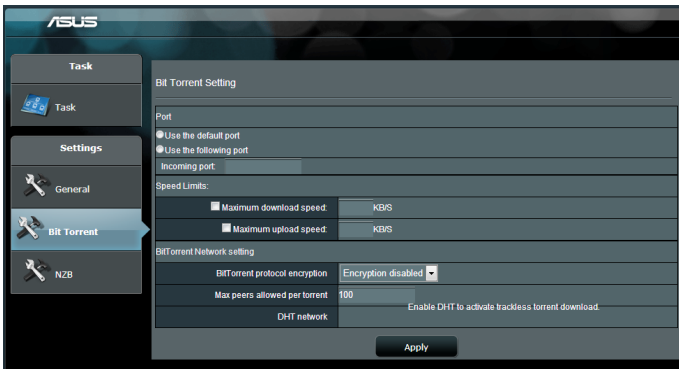 ASUS
Task
Task
Settings
General
Bit Torrent
NZB
Bit Torrent Setting
Port
Use the default port
Use the following port
Incoming port:
Speed Limits:
Maximum download speed: KB/S
Maximum upload speed: KB/S
BitTorrent Network setting
BitTorrent protocol encryption Encryption disabled
Max peers allowed per torrent 100
DHT network Enable DHT to activate trackless torrent download.
Apply